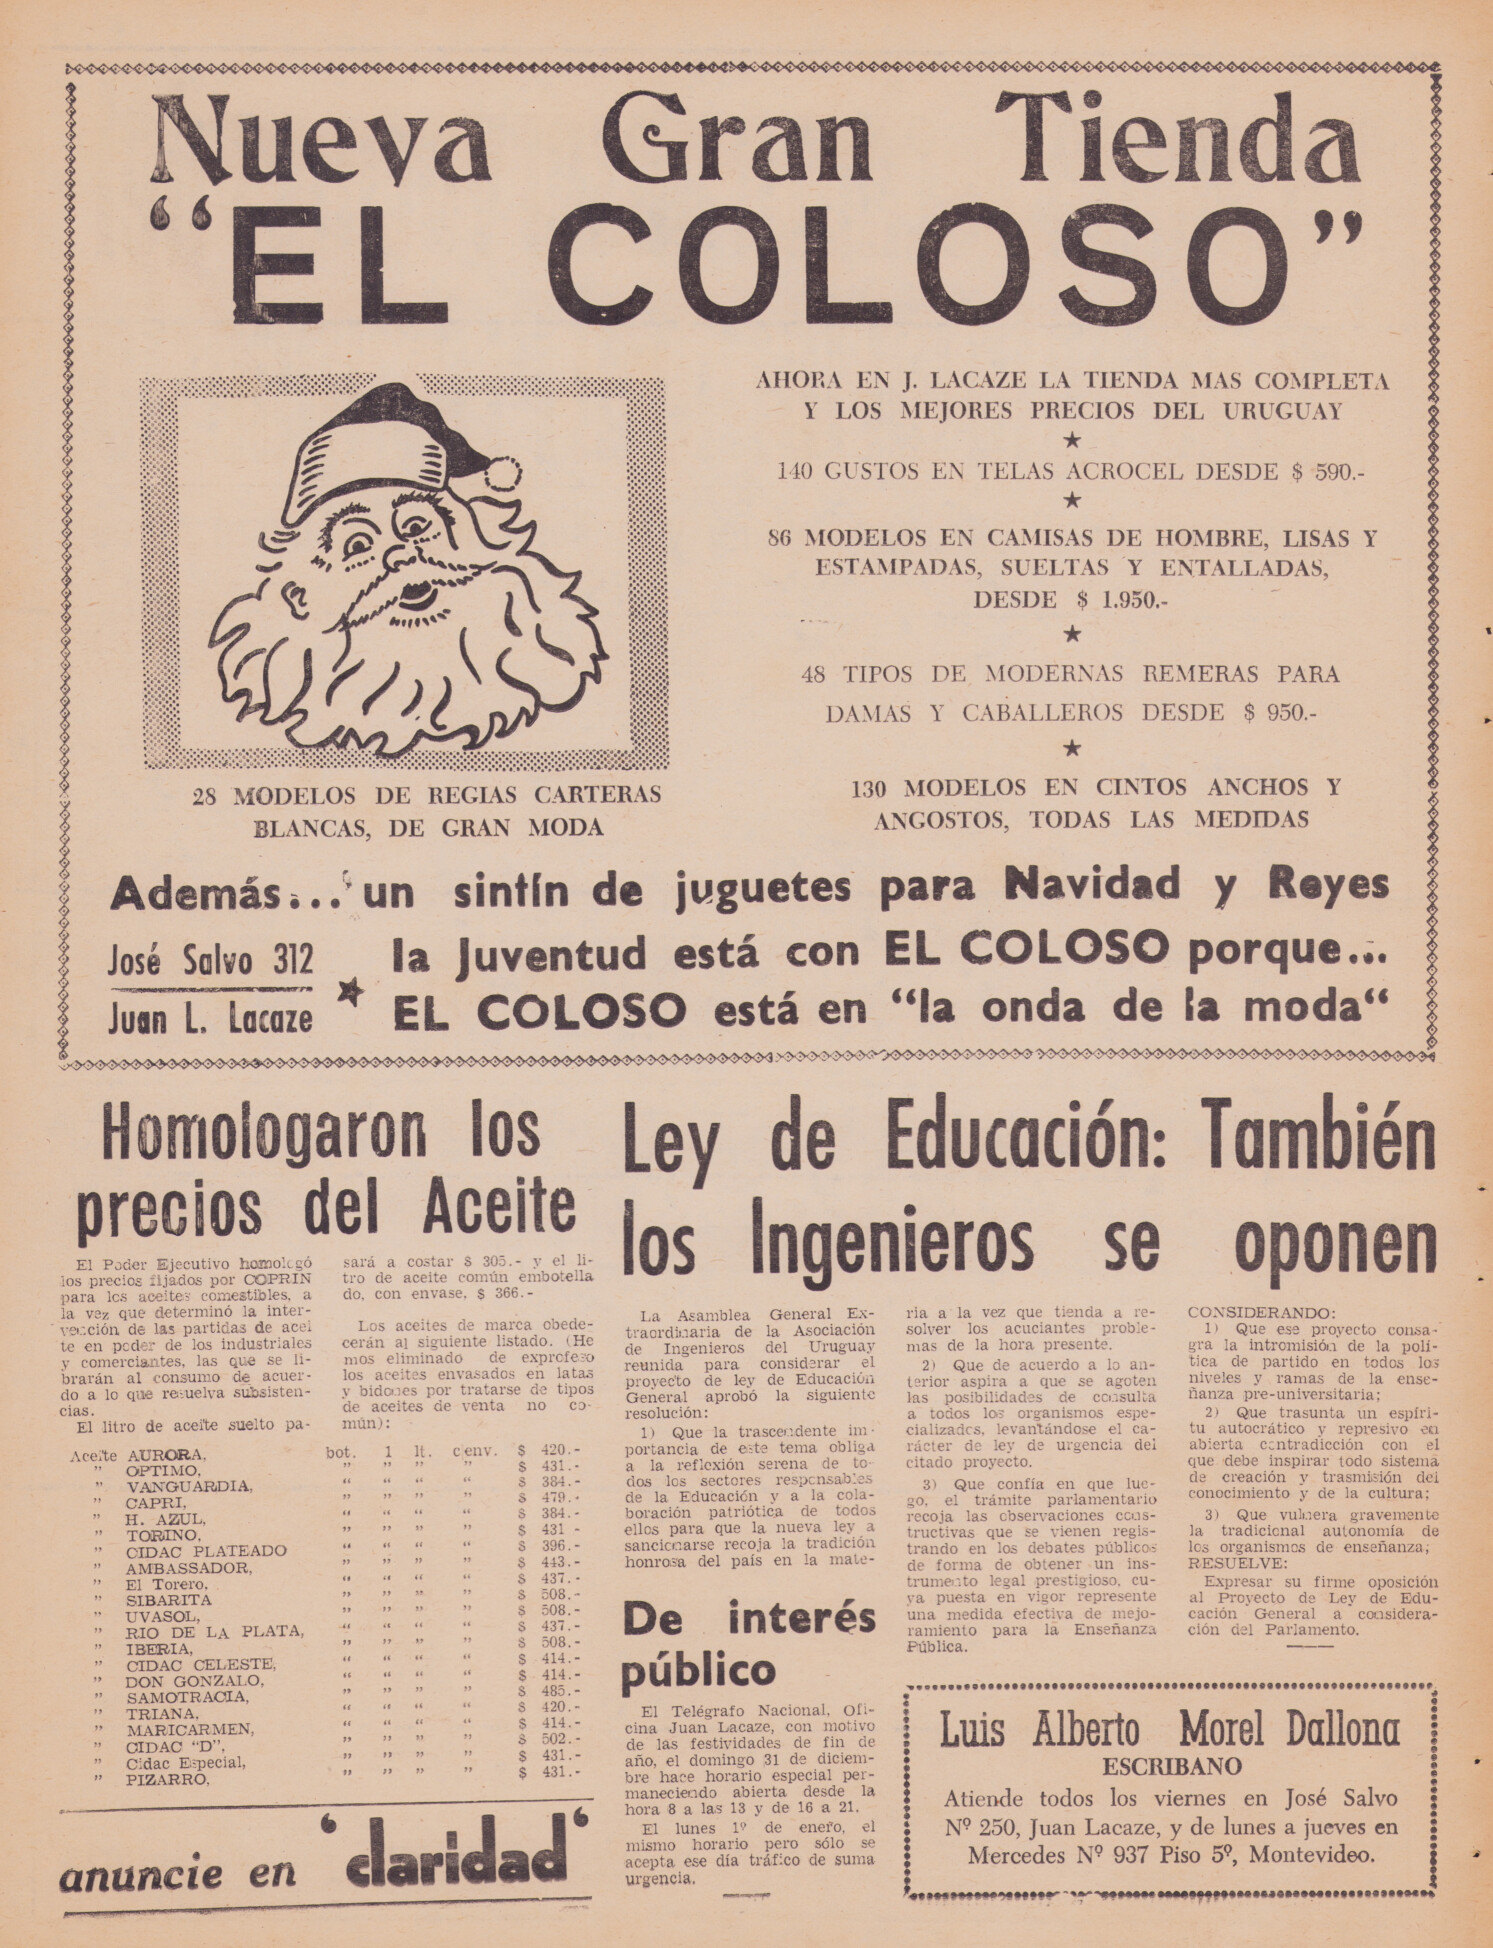 Nueva Gran Tienda
"EL COLOSO"
AHORA EN J. LACAZE LA TIENDA MAS COMPLETA
Y LOS MEJORES PRECIOS DEL URUGUAY
★
140 GUSTOS EN TELAS ACROCEL DESDE $ 590.-
★
86 MODELOS EN CAMISAS DE HOMBRE, LISAS Y
ESTAMPADAS, SUELTAS Y ENTALLADAS,
DESDE $ 1.950.-
★
48 TIPOS DE MODERNAS REMERAS PARA
DAMAS Y CABALLEROS DESDE $ 950.-
★
130 MODELOS EN CINTOS ANCHOS Y
ANGOSTOS, TODAS LAS MEDIDAS
28 MODELOS DE REGIAS CARTERAS
BLANCAS, DE GRAN MODA
Además... un sintín de juguetes para Navidad y Reyes
José Salvo 312
Juan L. Lacaze
★ la Juventud está con EL COLOSO porque...
EL COLOSO está en "la onda de la moda"
Homologaron los
precios del Aceite
El Poder Ejecutivo homologó
los precios fijados por COPRIN
para los aceites comestibles, a
la vez que determinó la inter-
vención de las partidas de acei
te en poder de los industriales
y comerciantes, las que se li-
brarán al consumo de acuer-
do a lo que resuelva subsisten-
cias.
El litro de aceite suelto pa-
sará a costar $ 305.- y el li-
tro de aceite común embotella
do, con envase, $ 366.-
Los aceites de marca obede-
cerán al siguiente listado. (He
mos eliminado de exprofeso
los aceites envasados en latas
y bidones por tratarse de tipos
de aceites de venta no co-
mún):
Aceite AURORA, bot. 1 lt. c|env. $ 420.-
" OPTIMO, " " " " $ 431.-
" VANGUARDIA, " " " " $ 384.-
" CAPRI, " " " " $ 479.-
" H. AZUL, " " " " $ 384.-
" TORINO, " " " " $ 431 -
" CIDAC PLATEADO " " " " $ 396.-
" AMBASSADOR, " " " " $ 443.-
" El Torero, " " " " $ 437.-
" SIBARITA " " " " $ 508.-
" UVASOL, " " " " $ 508.-
" RIO DE LA PLATA, " " " " $ 437.-
" IBERIA, " " " " $ 508.-
" CIDAC CELESTE, " " " " $ 414.-
" DON GONZALO, " " " " $ 414.-
" SAMOTRACIA, " " " " $ 485.-
" TRIANA, " " " " $ 420.-
" MARICARMEN, " " " " $ 414.-
" CIDAC "D", " " " " $ 502.-
" Cidac Especial, " " " " $ 431.-
" PIZARRO, " " " " $ 431.-
anuncie en 'claridad'
Ley de Educación: También
los Ingenieros se oponen
La Asamblea General Ex-
traordinaria de la Asociación
de Ingenieros del Uruguay
reunida para considerar el
proyecto de ley de Educación
General aprobó la siguiente
resolución:
1) Que la trascendente im-
portancia de este tema obliga
a la reflexión serena de to-
dos los sectores responsables
de la Educación y a la cola-
boración patriótica de todos
ellos para que la nueva ley a
sancionarse recoja la tradición
honrosa del país en la mate-
ria a la vez que tienda a re-
solver los acuciantes proble-
mas de la hora presente.
2) Que de acuerdo a lo an-
terior aspira a que se agoten
las posibilidades de consulta
a todos los organismos espe-
cializados, levantándose el ca-
rácter de ley de urgencia del
citado proyecto.
3) Que confía en que lue-
go, el trámite parlamentario
recoja las observaciones cons-
tructivas que se vienen regis-
trando en los debates públicos
de forma de obtener un ins-
trumento legal prestigioso, cu-
ya puesta en vigor represente
una medida efectiva de mejo-
ramiento para la Enseñanza
Pública.
CONSIDERANDO:
1) Que ese proyecto consa-
gra la intromisión de la polí-
tica de partido en todos los
niveles y ramas de la ense-
ñanza pre-universitaria;
2) Que trasunta un espíri-
tu autocrático y represivo en
abierta contradicción con el
que debe inspirar todo sistema
de creación y trasmisión del
conocimiento y de la cultura;
3) Que vulnera gravemente
la tradicional autonomía de
los organismos de enseñanza;
RESUELVE:
Expresar su firme oposición
al Proyecto de Ley de Edu-
cación General a considera-
ción del Parlamento.
De interés
público
El Telégrafo Nacional, Ofi-
cina Juan Lacaze, con motivo
de las festividades de fin de
año, el domingo 31 de diciem-
bre hace horario especial per-
maneciendo abierta desde la
hora 8 a las 13 y de 16 a 21.
El lunes 1º de enero, el
mismo horario pero sólo se
acepta ese día tráfico de suma
urgencia.
Luis Alberto Morel Dallona
ESCRIBANO
Atiende todos los viernes en José Salvo
Nº 250, Juan Lacaze, y de lunes a jueves en
Mercedes Nº 937 Piso 5º, Montevideo.